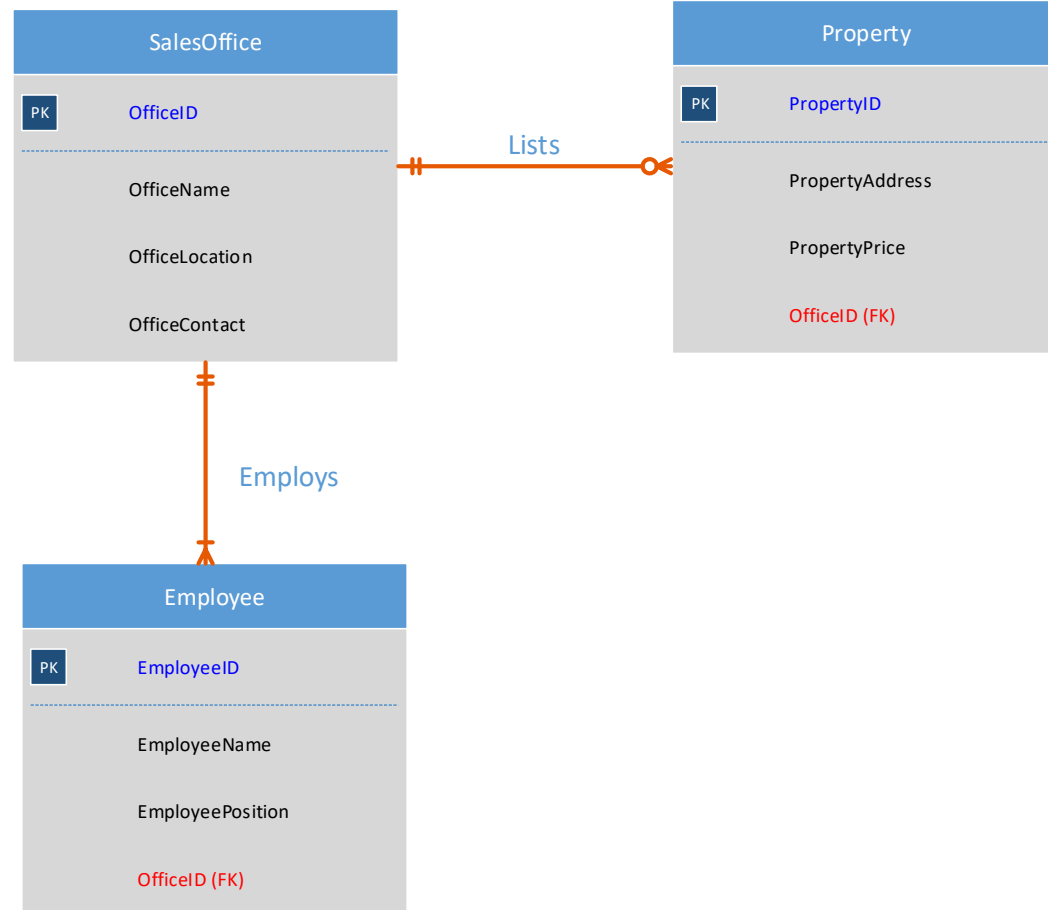 SalesOffice
PK
OfficeID
OfficeName
OfficeLocation
OfficeContact
Lists
Property
PK
PropertyID
PropertyAddress
PropertyPrice
OfficeID (FK)
Employs
Employee
PK
EmployeeID
EmployeeName
EmployeePosition
OfficeID (FK)